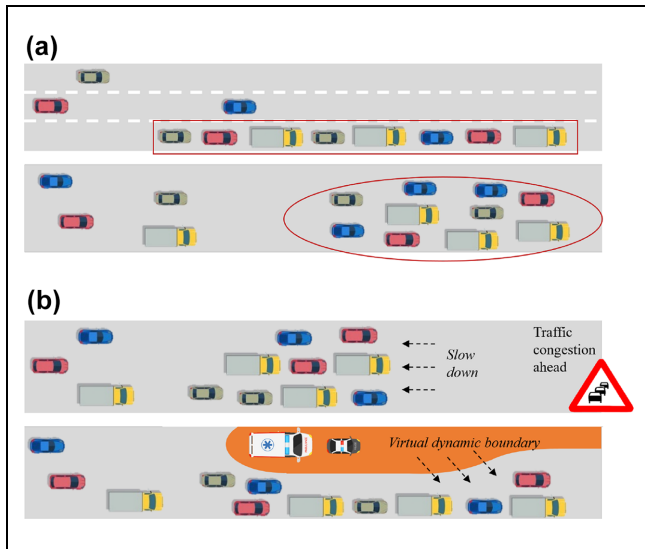 (a)
(b)
Traffic
congestion
ahead
Slow
down
Virtual dynamic boundary